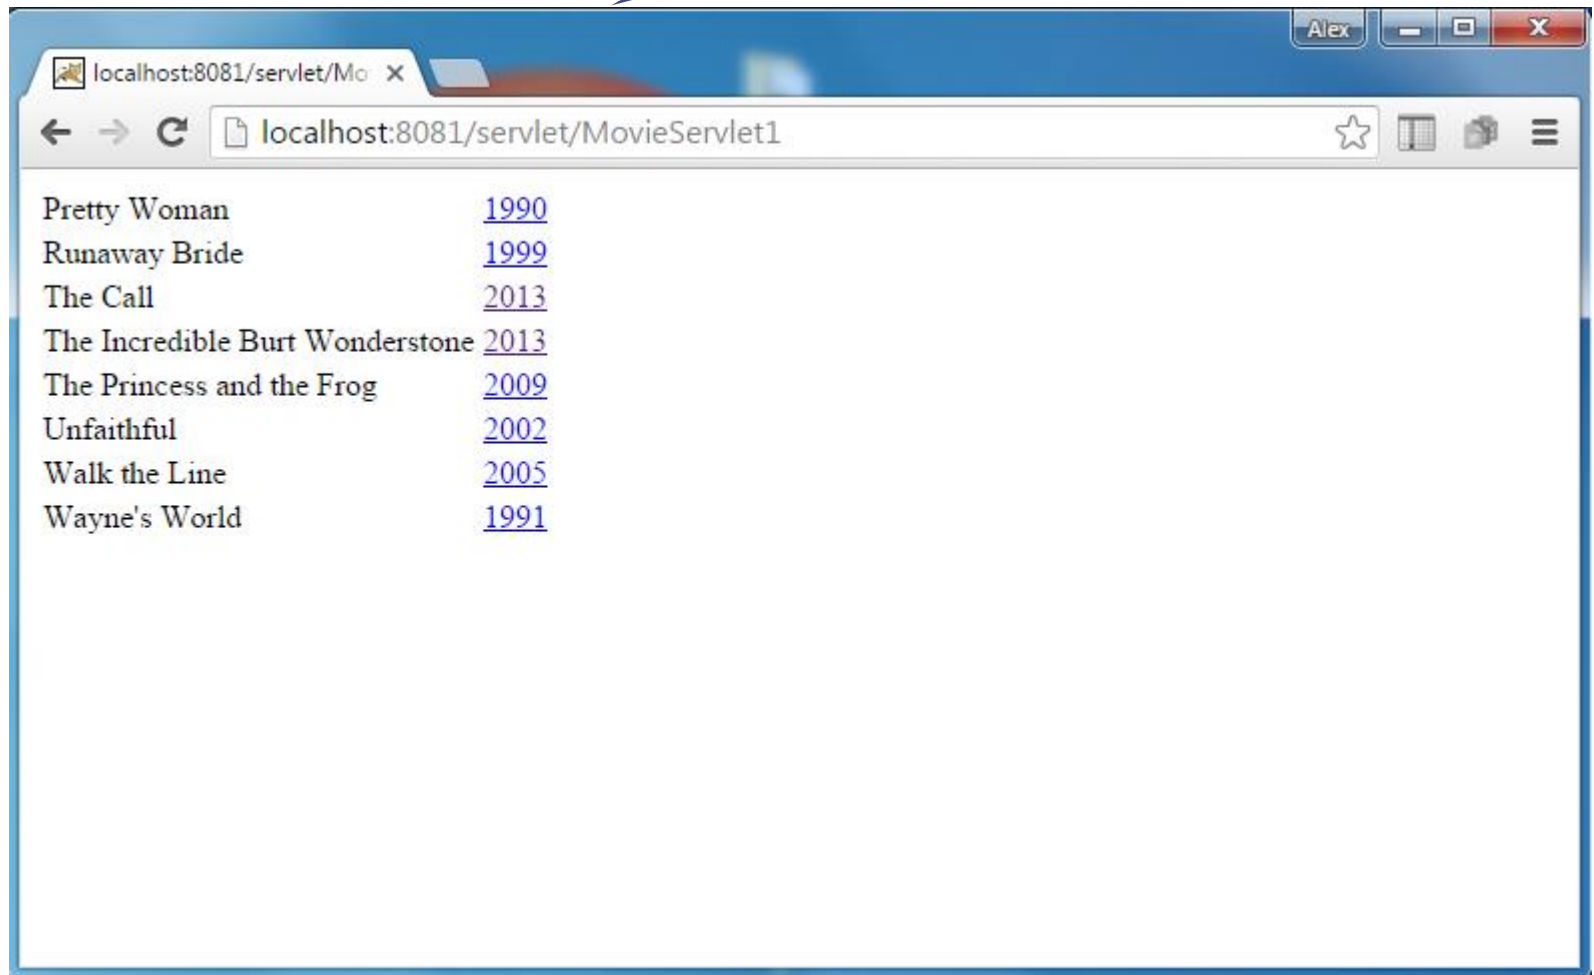 Alex
localhost:8081/servlet/Mo
localhost:8081/servlet/MovieServlet1
Pretty Woman 1990
Runaway Bride 1999
The Call 2013
The Incredible Burt Wonderstone 2013
The Princess and the Frog 2009
Unfaithful 2002
Walk the Line 2005
Wayne's World 1991